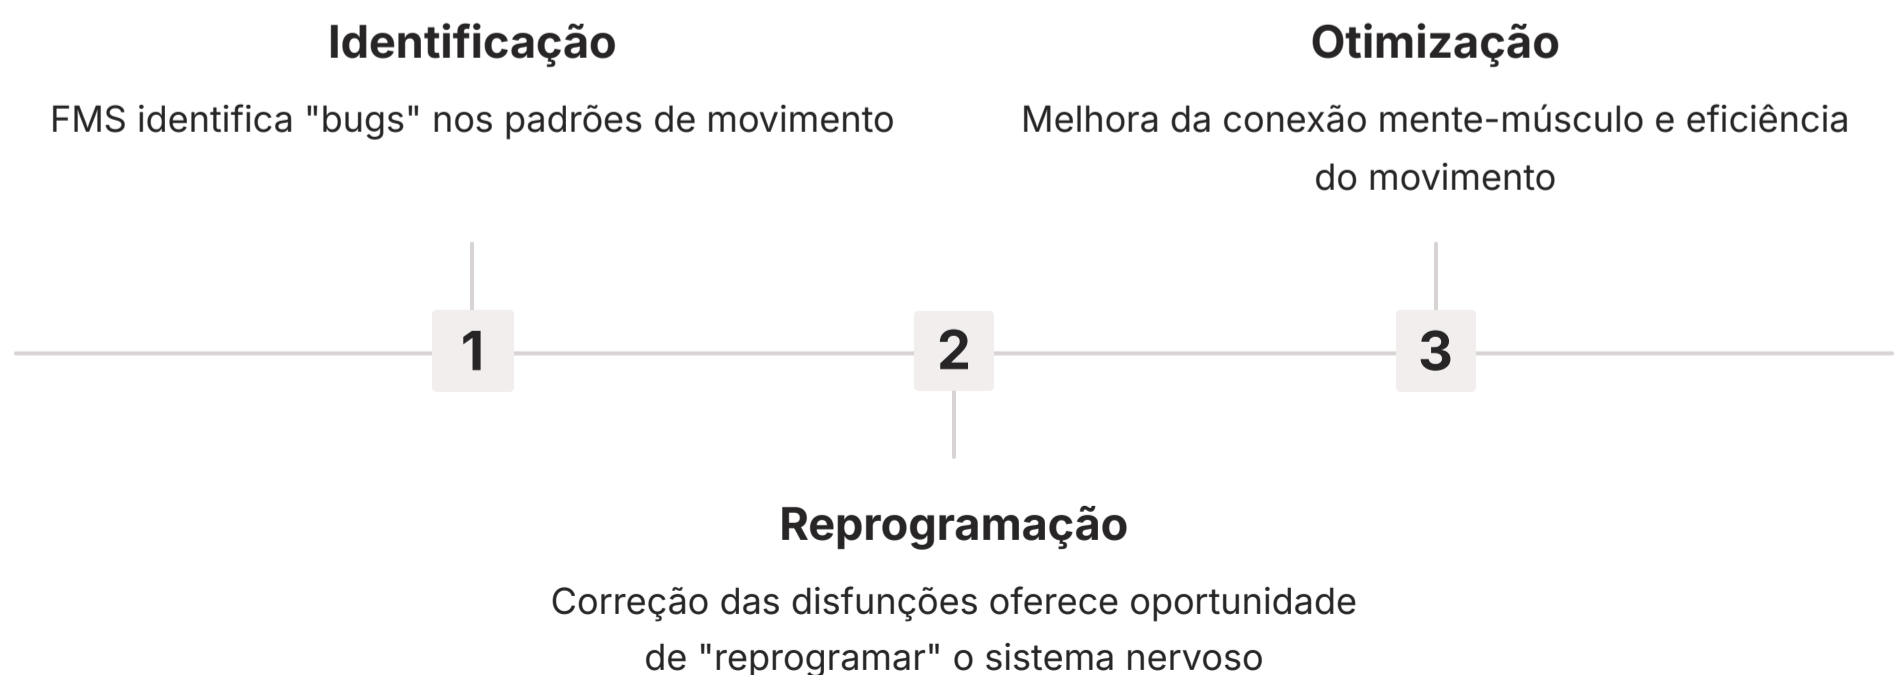 Identificação
FMS identifica "bugs" nos padrões de movimento
Otimização
Melhora da conexão mente-músculo e eficiência
do movimento
1
2
3
Reprogramação
Correção das disfunções oferece oportunidade
de "reprogramar" o sistema nervoso